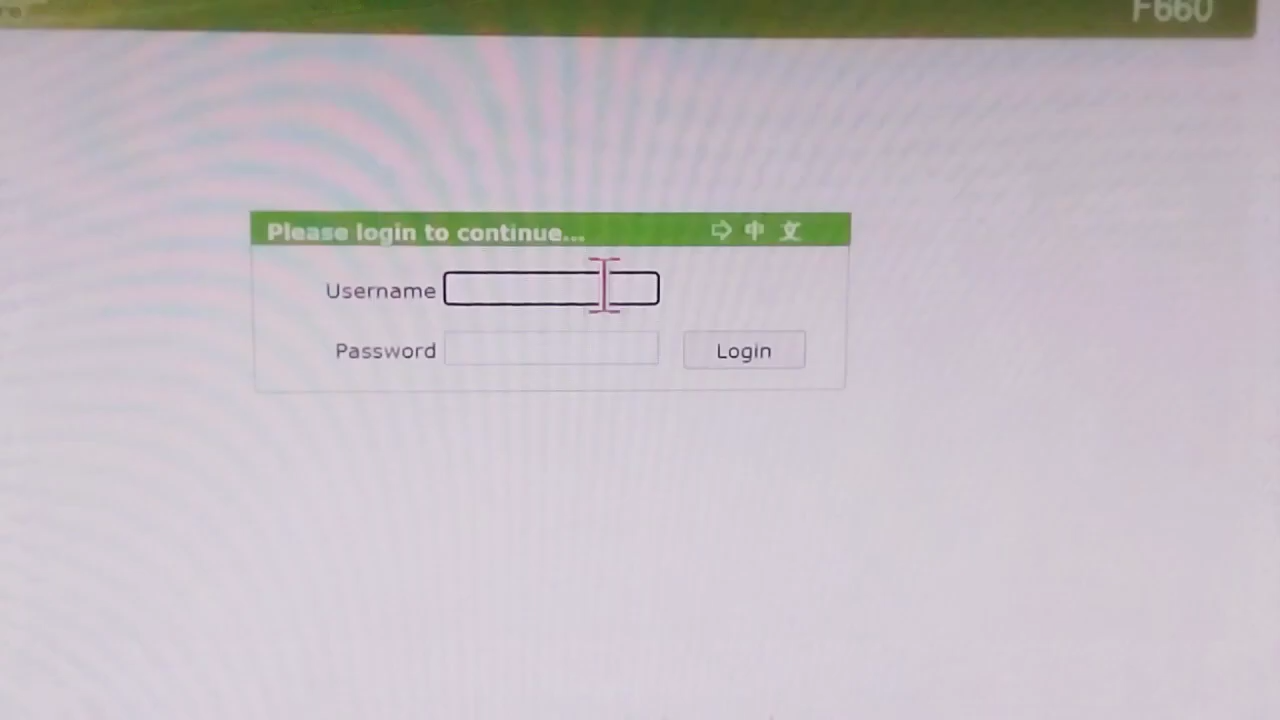 F660
Please login to continue...
中文
Username
Password
Login